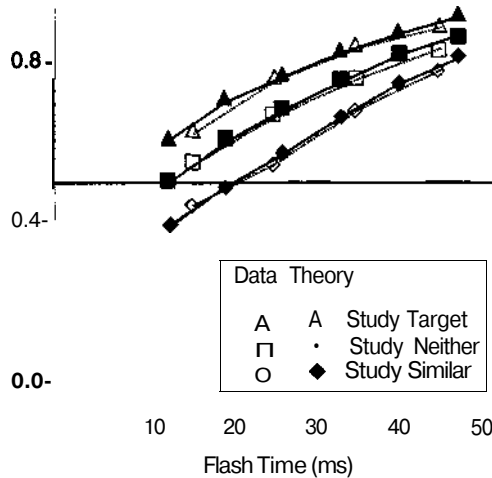 0.8-
0.4-
Data Theory
A A Study Target
П · Study Neither
O ◆ Study Similar
0.0-
10 20 30 40 50
Flash Time (ms)